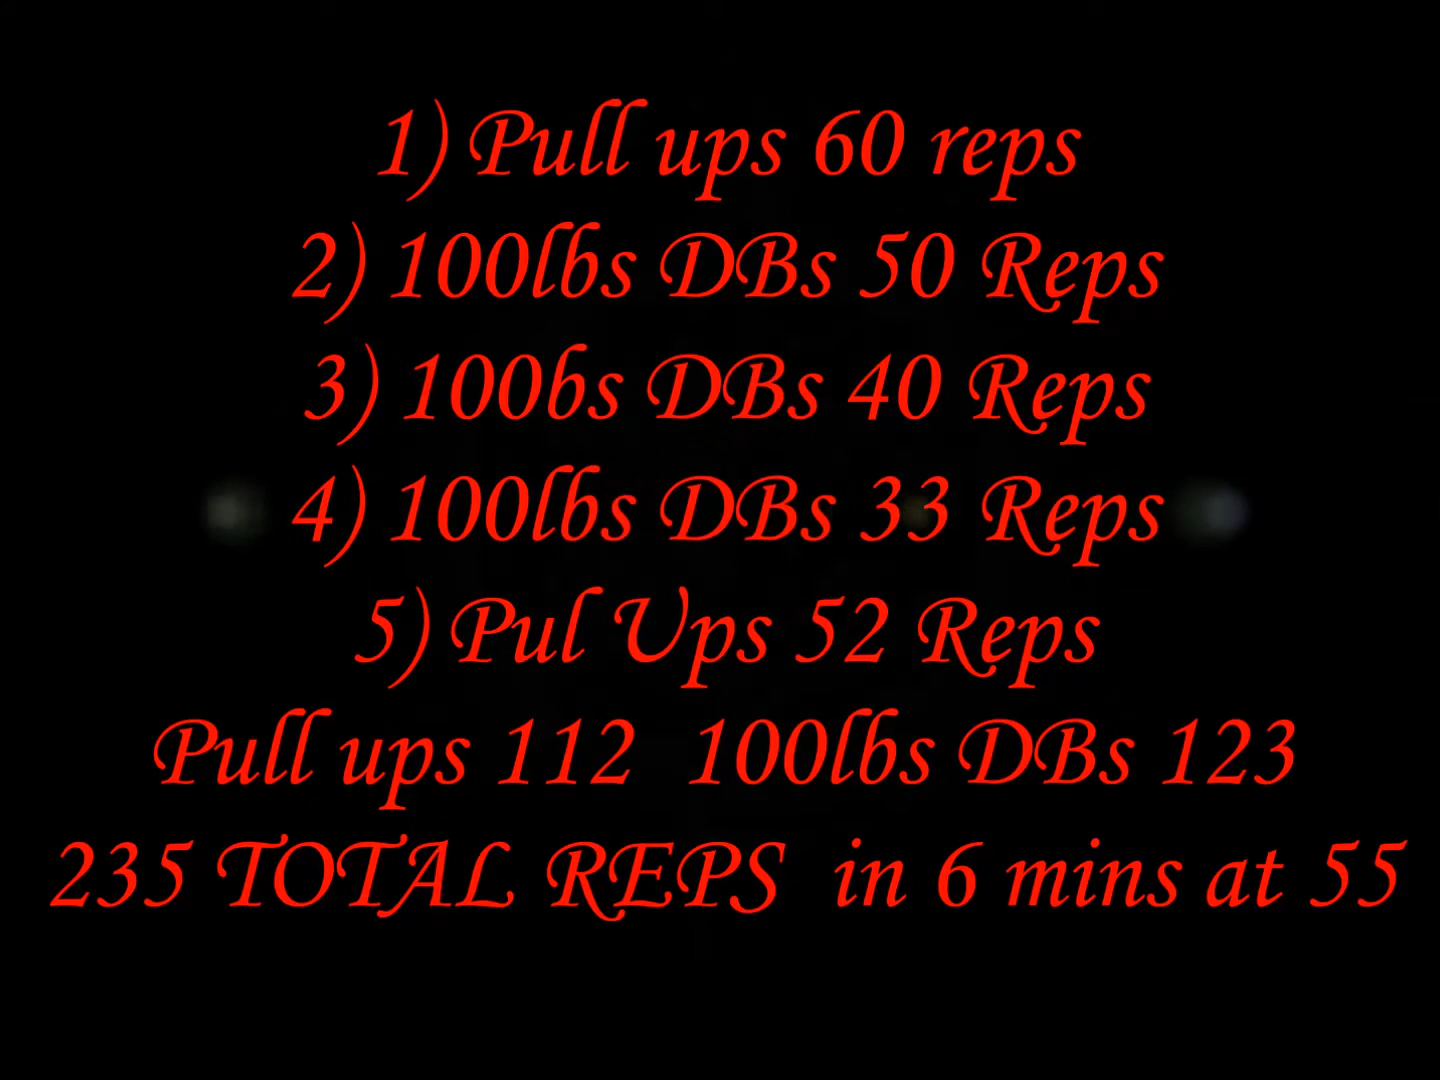 1) Pull ups 60 reps
2) 100lbs DBs 50 Reps
3) 100bs DBs 40 Reps
4) 100lbs DBs 33 Reps
5) Pul Ups 52 Reps
Pull ups 112 100lbs DBs 123
235 TOTAL REPS in 6 mins at 55